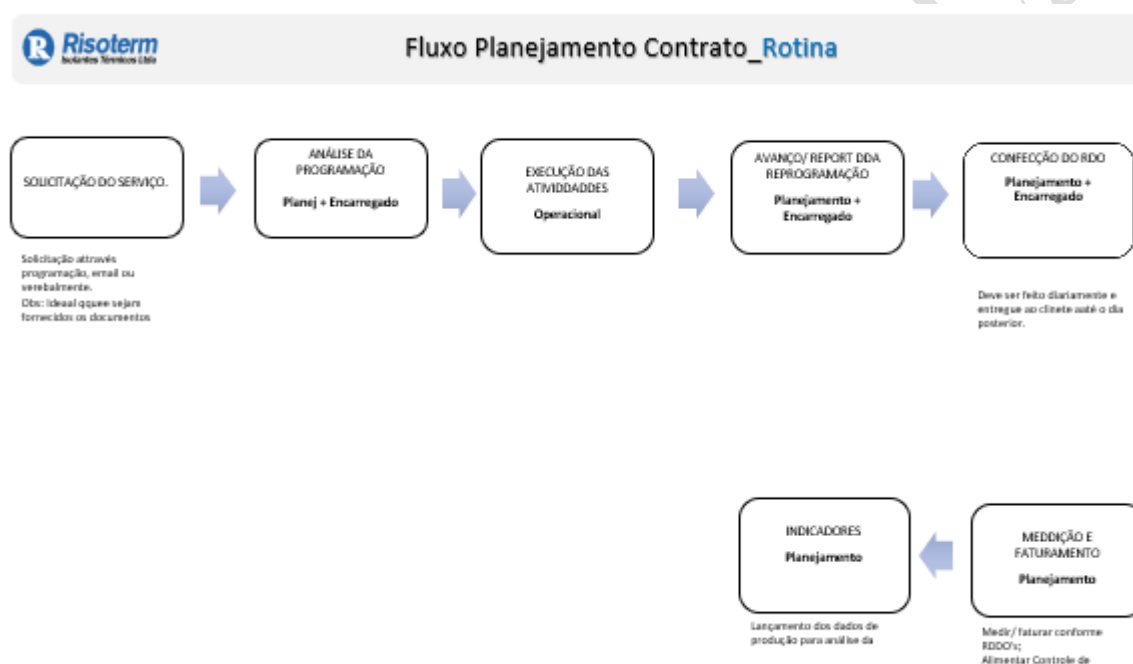 Risoterm
Isolantes Térmicos Ltda
Fluxo Planejamento Contrato_Rotina
SOLICITAÇÃO DO SERVIÇO.
Solicitação attravés
programação, email ou
verebalmente.
Obs: Ideaal qquee sejam
fornecidos os documentos
ANÁLISE DA
PROGRAMAÇÃO
Planej + Encarregado
EXECUÇÃO DAS
ATIVIDDADDES
Operacional
AVANÇO/ REPORT DDA
REPROGRAMAÇÃO
Planejamento +
Encarregado
CONFECÇÃO DO RDO
Planejamento +
Encarregado
Deve ser feito diariamente e
entregue ao clinete auté o dia
posterior.
MEDDIÇÃO E
FATURAMENTO
Planejamento
Medir/ faturar conforme
RDDO's;
Alimentar Controle de
INDICADORES
Planejamento
Lançamento dos dados de
produção para análise da